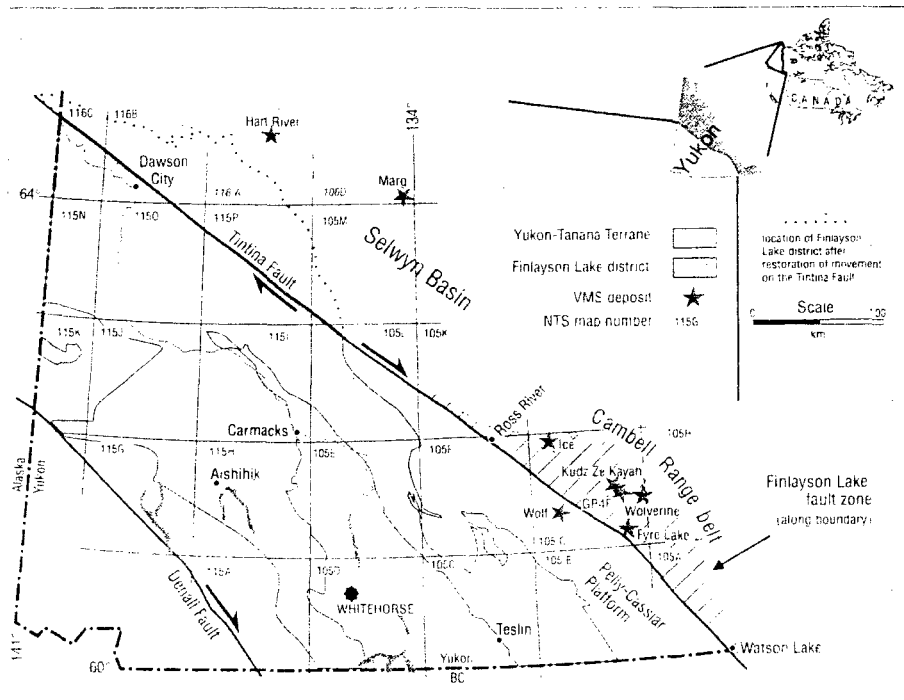 CANADA
Yukon
116C
116B
Hart River
134°
Dawson
City
Marg
64°
116A
106D
115N
115O
115P
105M
Selwyn Basin
Tintina Fault
Yukon-Tanana Terrane
Finlayson Lake district
VMS deposit
NTS map number
115G
location of Finlayson
Lake district after
restoration of movement
on the Tintina Fault
Scale
0
100
km
115K
115J
115I
105L
105K
Ross River
Cambell Range belt
Carmacks
Ice
Aishihik
115G
115H
105E
105F
Kudz Ze Kayah
GP4F
Wolverine
Wolf
Fyre Lake
Finlayson Lake
fault zone
(along boundary)
Alaska
Yukon
115A
105D
105C
105A
Denali Fault
WHITEHORSE
Pelly-Cassiar
Platform
Teslin
141°
60°
Yukon
BC
Watson Lake